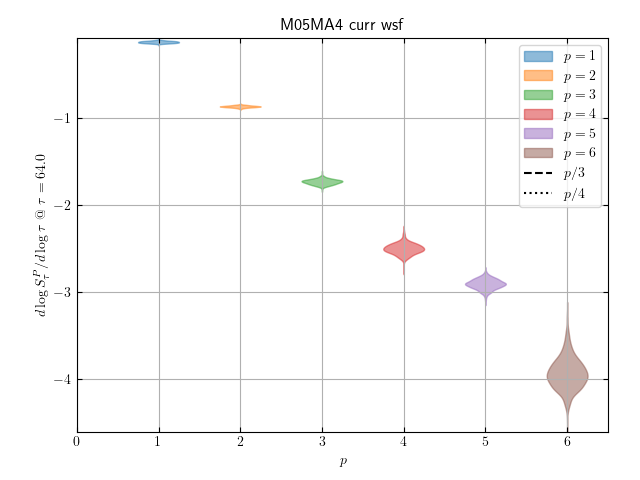 M05MA4 curr wsf
d log S_τ^P / d log τ @ τ = 64.0
−1
−2
−3
−4
0 1 2 3 4 5 6
p
p = 1
p = 2
p = 3
p = 4
p = 5
p = 6
p/3
p/4